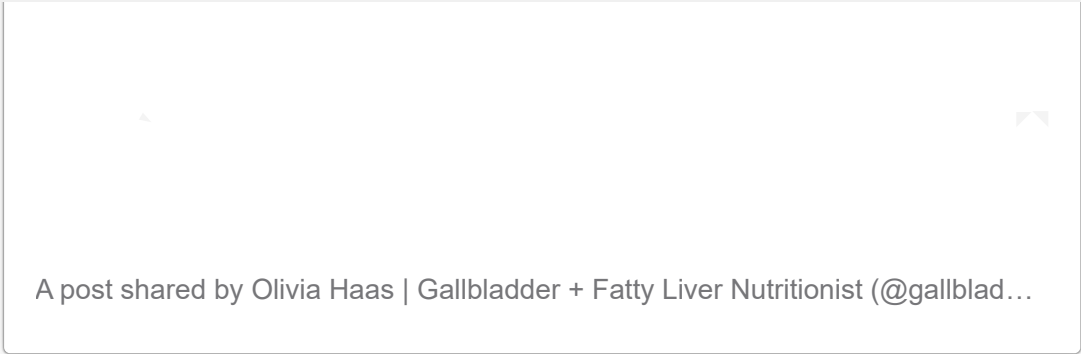 A post shared by Olivia Haas | Gallbladder + Fatty Liver Nutritionist (@gallblad…